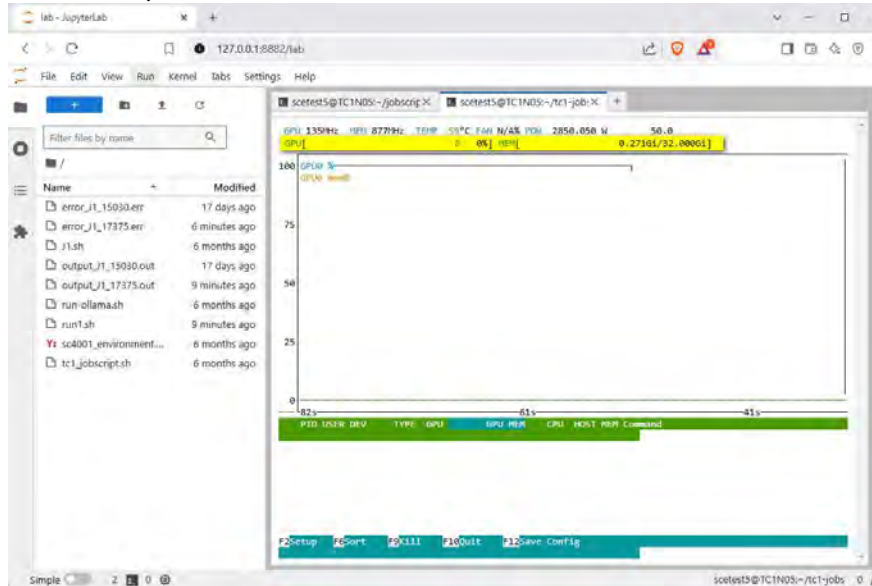 lab - JupyterLab
127.0.0.1:8882/lab
File Edit View Run Kernel Tabs Settings Help
scetest5@TC1N05:~/jobscrip
scetest5@TC1N05:~/tc1-job:
Filter files by name
/
Name Modified
error_J1_15030.err 17 days ago
error_J1_17375.err 6 minutes ago
J1.sh 6 months ago
output_J1_15030.out 17 days ago
output_J1_17375.out 9 minutes ago
run-ollama.sh 6 months ago
run1.sh 9 minutes ago
sc4001_environment... 6 months ago
tc1_jobscript.sh 6 months ago
GPU 135MHz MEM 877MHz TEMP °C FAN N/A% POW 2850.050 W 50.0
GPU[ 0%] MEM[ 0.271Gi/32.000Gi]
100 GPU0 %
GPU0 mem%
75
50
25
0
82s 61s 41s
PID USER DEV TYPE GPU GPU MEM CPU HOST MEM Command
F2Setup F6Sort F9Kill F10Quit F12Save Config
Simple 2 0
scetest5@TC1N05:~/tc1-jobs 0